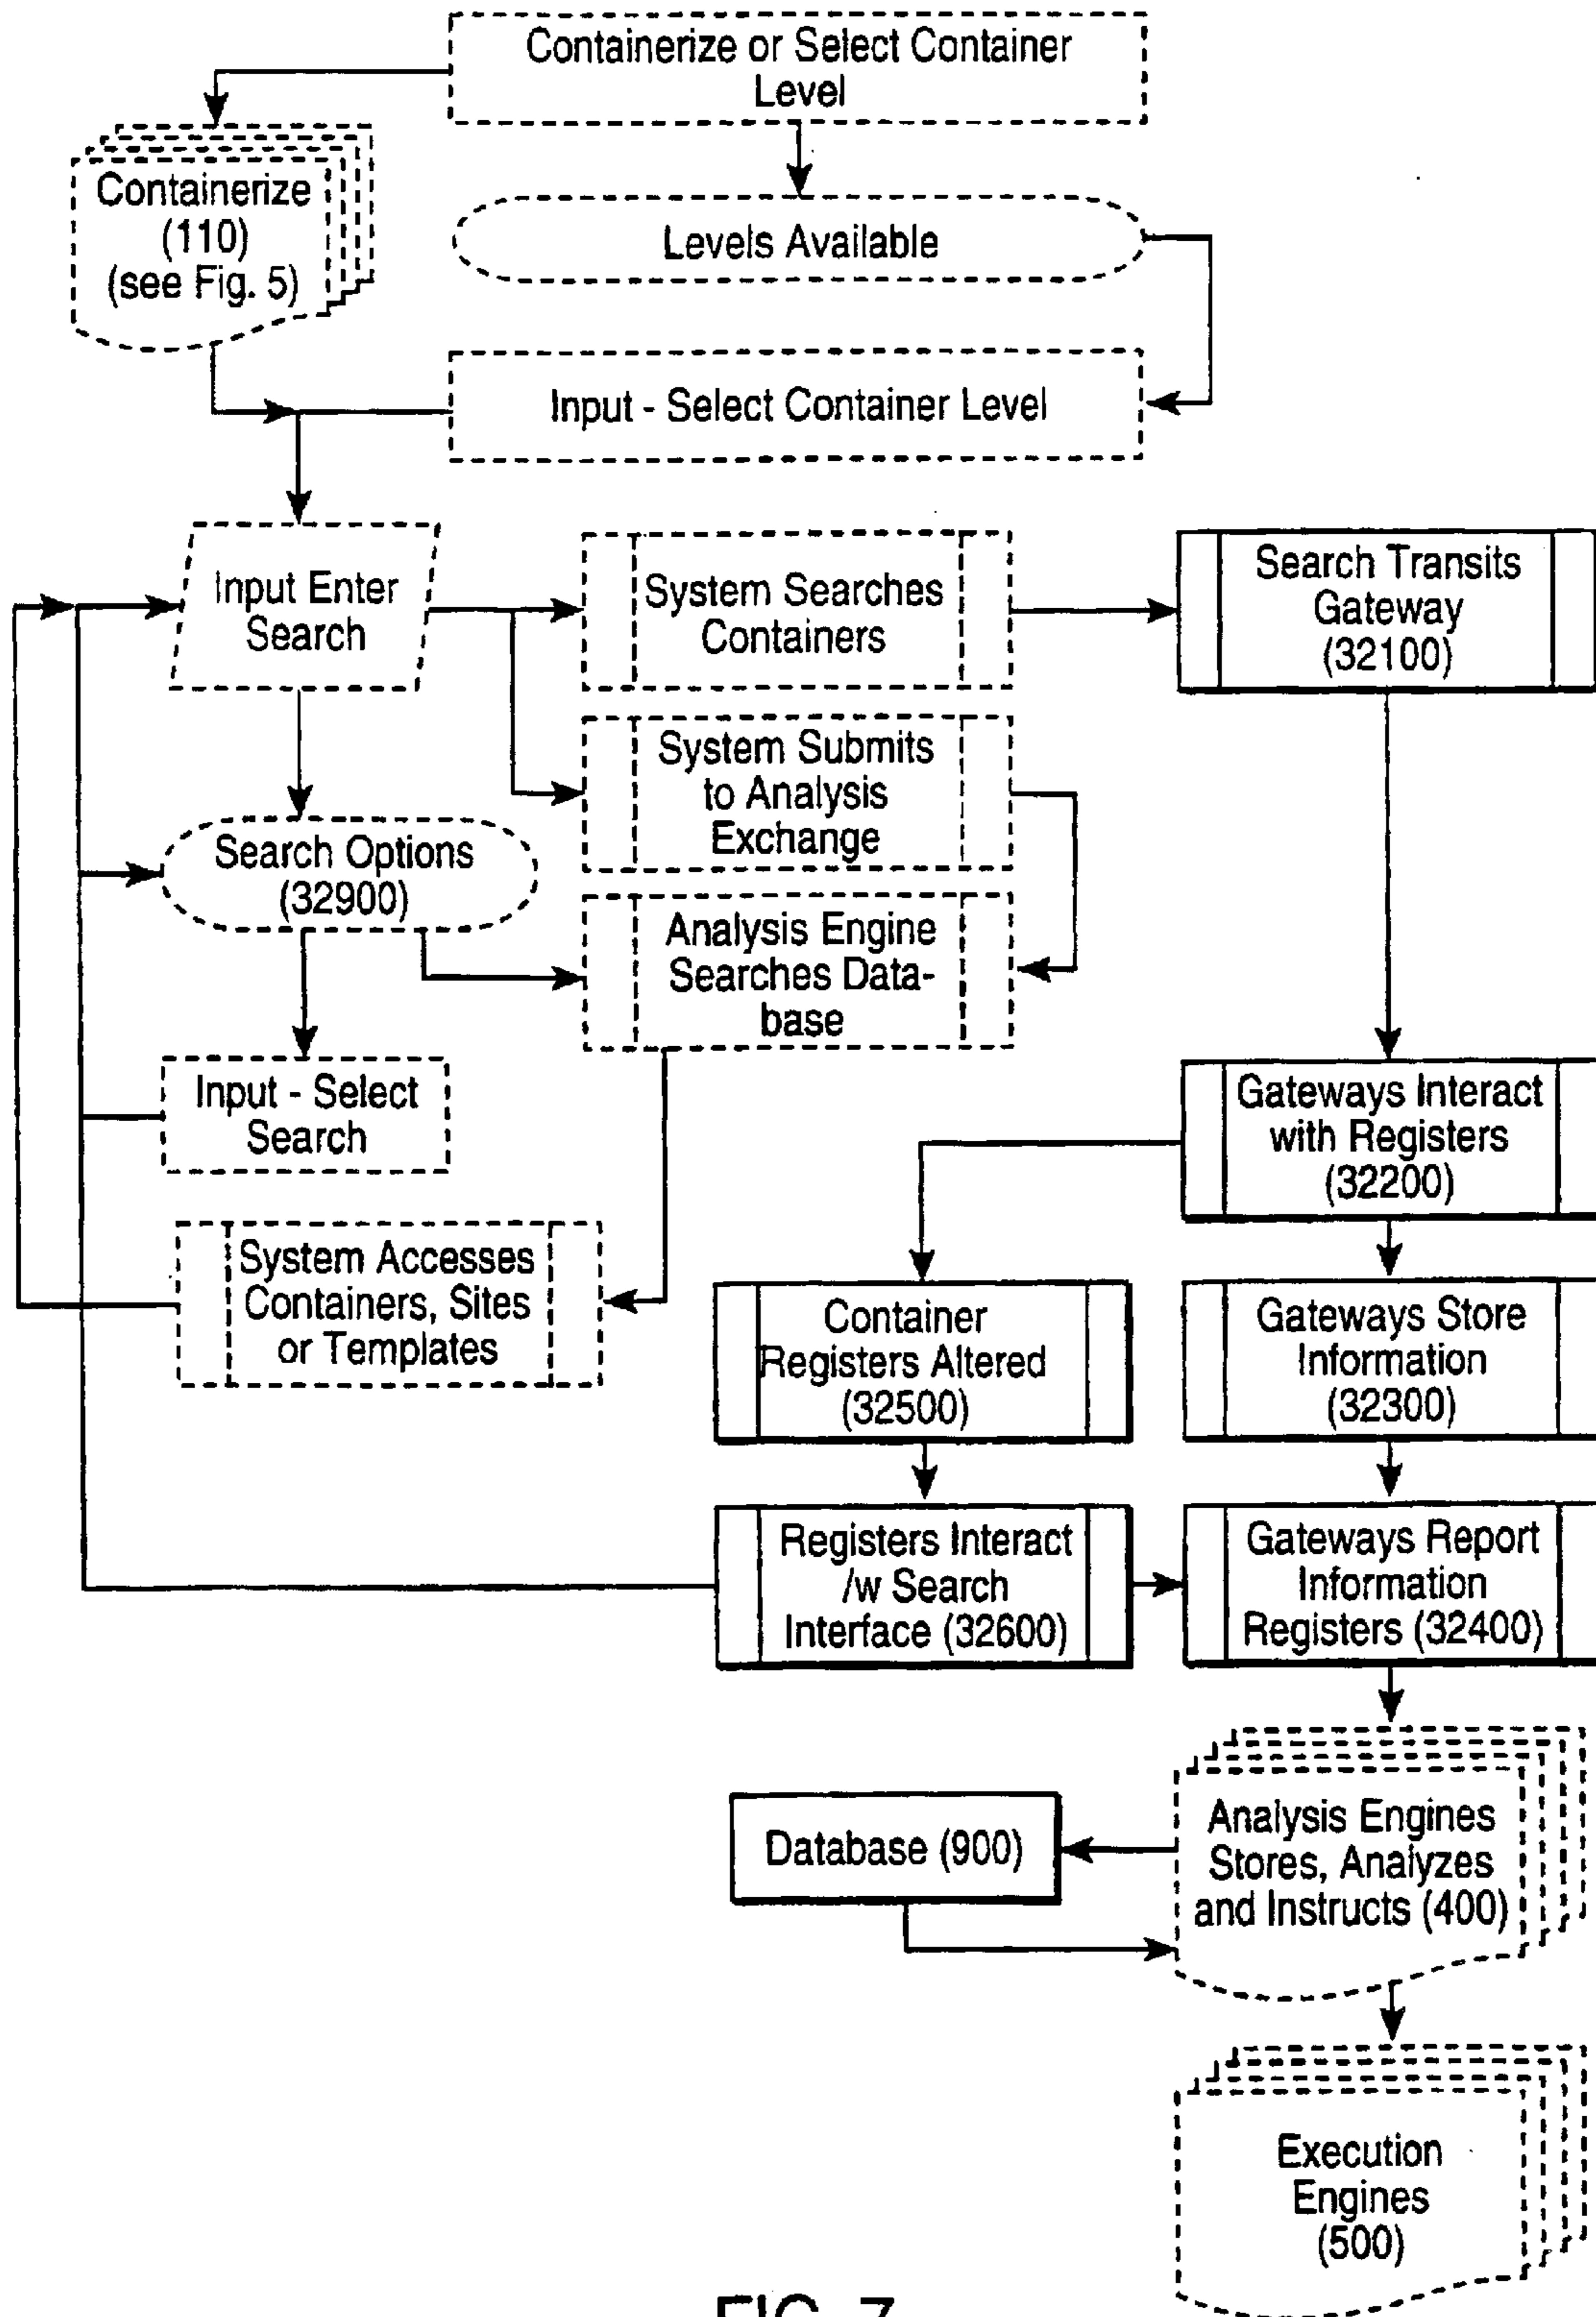 Containerize or Select Container
Level
Containerize
(110)
(see Fig. 5)
Levels Available
Input - Select Container Level
Input Enter
Search
System Searches
Containers
Search Transits
Gateway
(32100)
System Submits
to Analysis
Exchange
Search Options
(32900)
Analysis Engine
Searches Data-
base
Input - Select
Search
Gateways Interact
with Registers
(32200)
System Accesses
Containers, Sites
or Templates
Container
Registers Altered
(32500)
Gateways Store
Information
(32300)
Registers Interact
/w Search
Interface (32600)
Gateways Report
Information
Registers (32400)
Database (900)
Analysis Engines
Stores, Analyzes
and Instructs (400)
Execution
Engines
(500)
FIG. 7